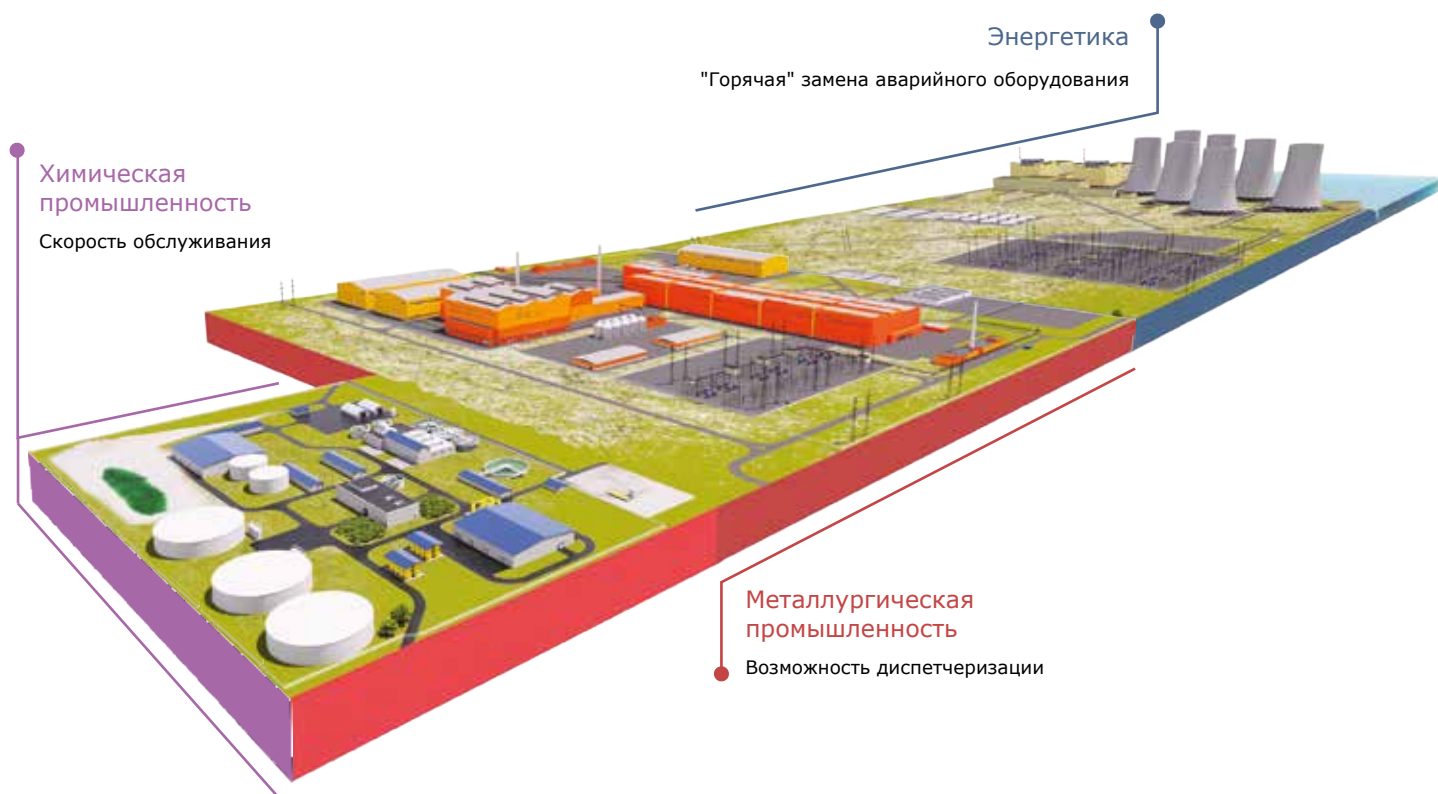 Энергетика
"Горячая" замена аварийного оборудования
Химическая
промышленность
Скорость обслуживания
Металлургическая
промышленность
Возможность диспетчеризации